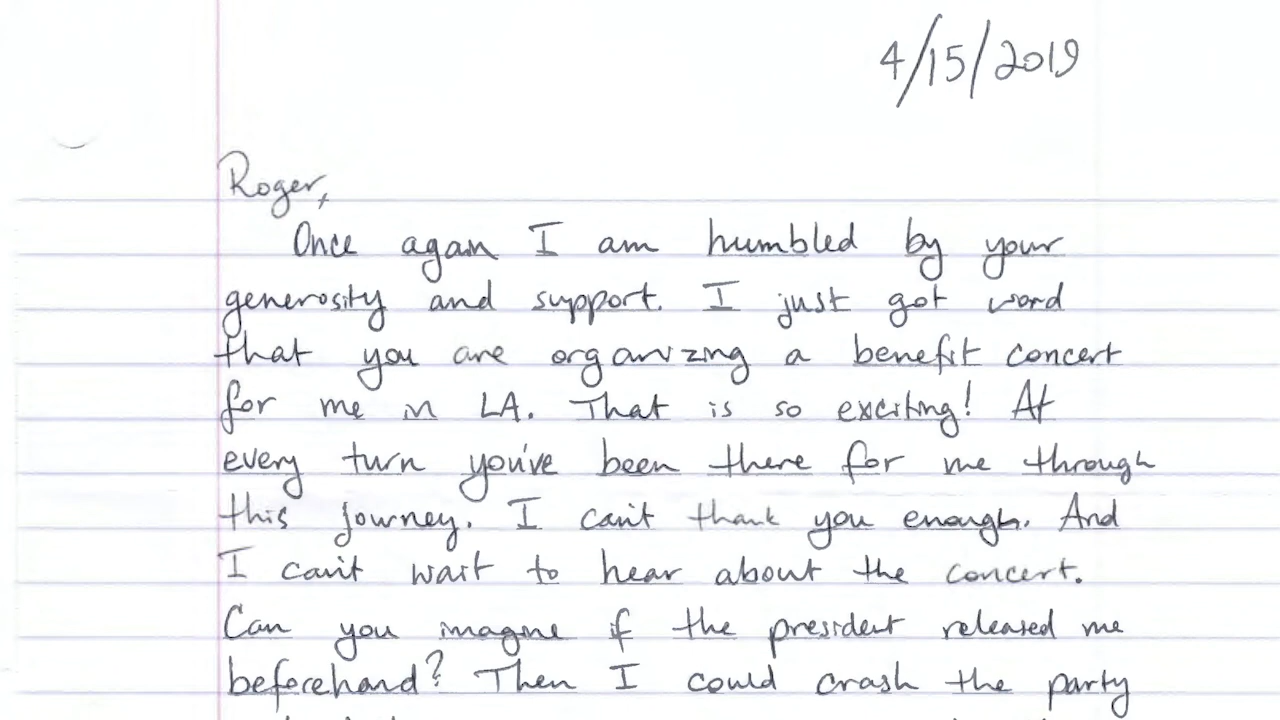 4/15/2019
Roger,
Once again I am humbled by your
generosity and support. I just got word
that you are organizing a benefit concert
for me in LA. That is so exciting! At
every turn you've been there for me through
this journey. I can't thank you enough. And
I can't wait to hear about the concert.
Can you imagine if the president released me
beforehand? Then I could crash the party